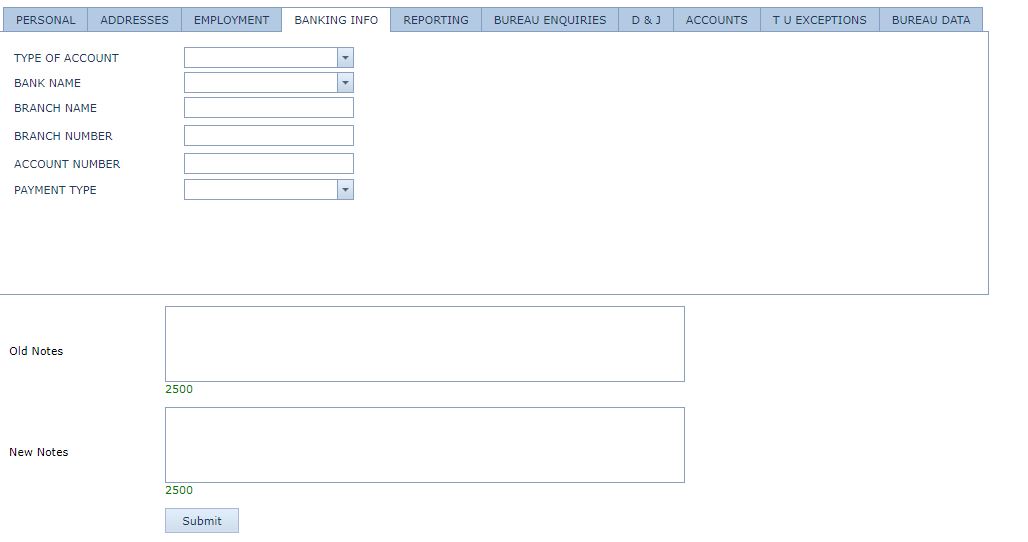 PERSONAL ADDRESSES EMPLOYMENT BANKING INFO REPORTING BUREAU ENQUIRIES D & J ACCOUNTS T U EXCEPTIONS BUREAU DATA
TYPE OF ACCOUNT
BANK NAME
BRANCH NAME
BRANCH NUMBER
ACCOUNT NUMBER
PAYMENT TYPE
Old Notes
2500
New Notes
2500
Submit